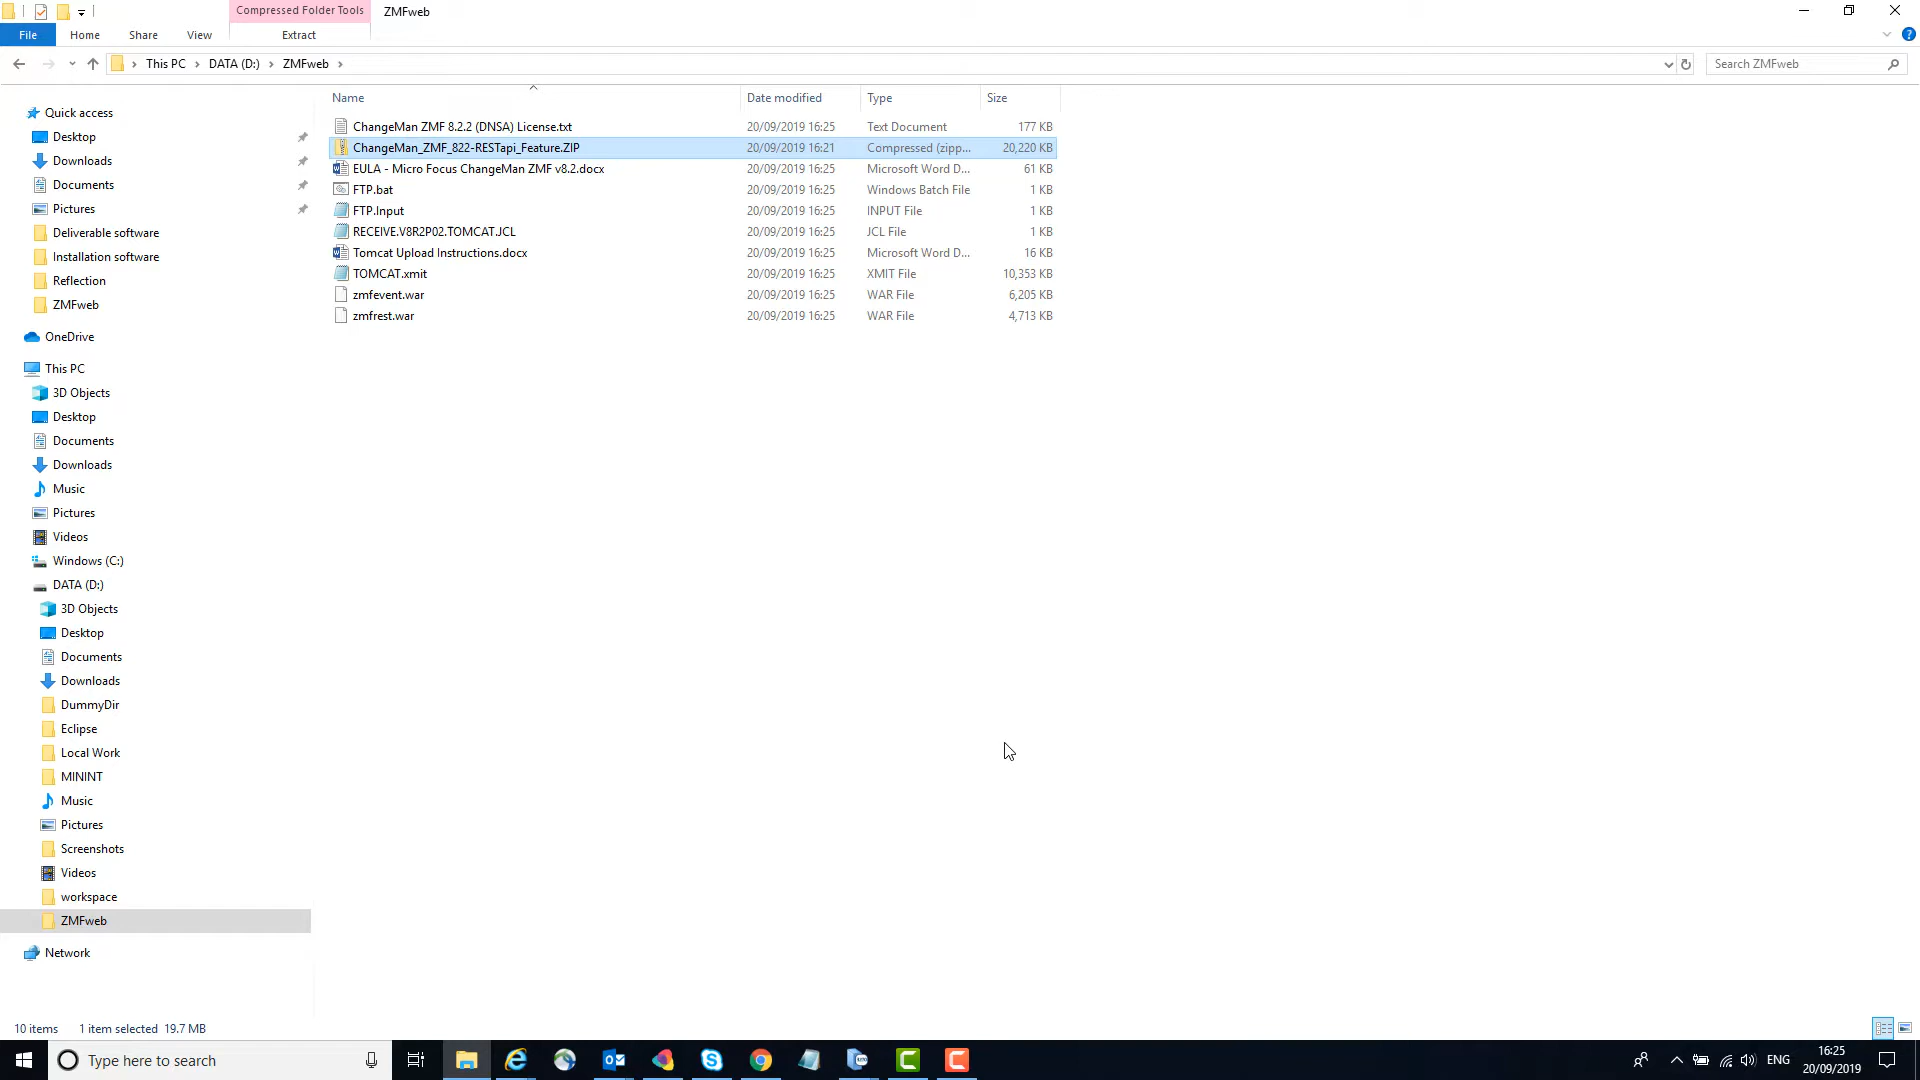 Compressed Folder Tools ZMFweb
File Home Share View Extract
This PC DATA (D:) ZMFweb Search ZMFweb
Name Date modified Type Size
ChangeMan ZMF 8.2.2 (DNSA) License.txt 20/09/2019 16:25 Text Document 177 KB
ChangeMan_ZMF_822-RESTapi_Feature.ZIP 20/09/2019 16:21 Compressed (zipp... 20,220 KB
EULA - Micro Focus ChangeMan ZMF v8.2.docx 20/09/2019 16:25 Microsoft Word D... 61 KB
FTP.bat 20/09/2019 16:25 Windows Batch File 1 KB
FTP.Input 20/09/2019 16:25 INPUT File 1 KB
RECEIVE.V8R2P02.TOMCAT.JCL 20/09/2019 16:25 JCL File 1 KB
Tomcat Upload Instructions.docx 20/09/2019 16:25 Microsoft Word D... 16 KB
TOMCAT.xmit 20/09/2019 16:25 XMIT File 10,353 KB
zmfevent.war 20/09/2019 16:25 WAR File 6,205 KB
zmfrest.war 20/09/2019 16:25 WAR File 4,713 KB
Quick access
Desktop
Downloads
Documents
Pictures
Deliverable software
Installation software
Reflection
ZMFweb
OneDrive
This PC
3D Objects
Desktop
Documents
Downloads
Music
Pictures
Videos
Windows (C:)
DATA (D:)
3D Objects
Desktop
Documents
Downloads
DummyDir
Eclipse
Local Work
MININT
Music
Pictures
Screenshots
Videos
workspace
ZMFweb
Network
10 items 1 item selected 19.7 MB
Type here to search ENG 16:25
20/09/2019